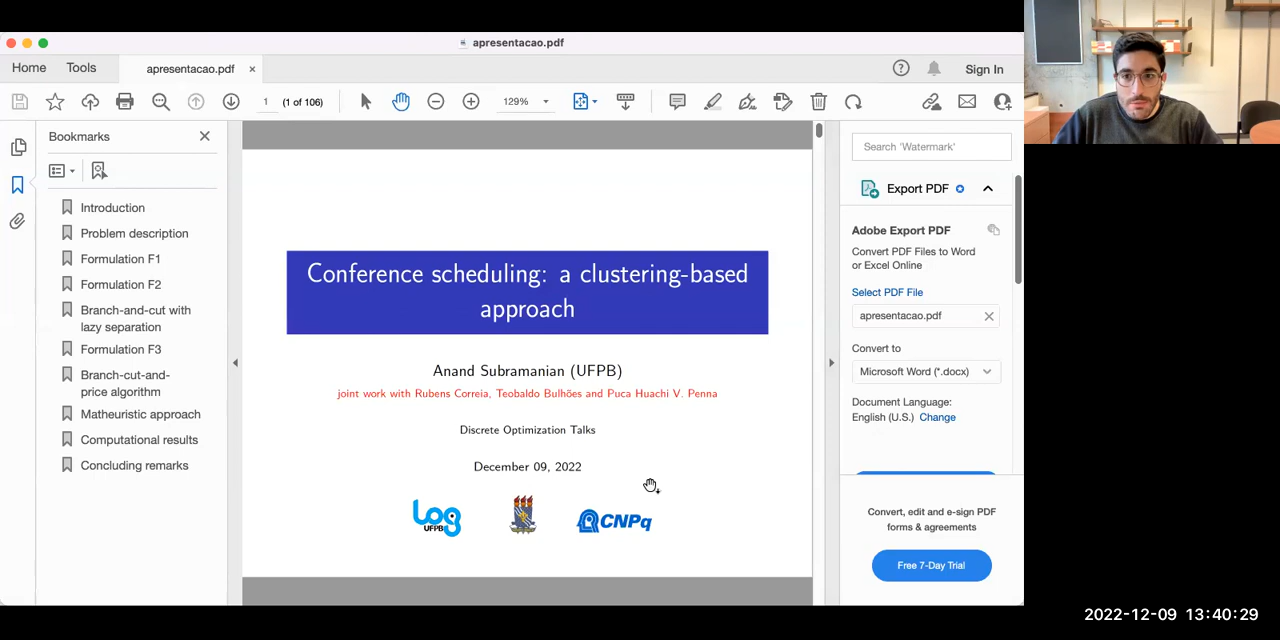 apresentacao.pdf
Home
Tools
apresentacao.pdf
Sign In
1
(1 of 106)
129%
Bookmarks
Introduction
Problem description
Formulation F1
Formulation F2
Branch-and-cut with
lazy separation
Formulation F3
Branch-cut-and-
price algorithm
Matheuristic approach
Computational results
Concluding remarks
Conference scheduling: a clustering-based
approach
Anand Subramanian (UFPB)
joint work with Rubens Correia, Teobaldo Bulhões and Puca Huachi V. Penna
Discrete Optimization Talks
December 09, 2022
Log
UFPB
CNPq
Search 'Watermark'
Export PDF
Adobe Export PDF
Convert PDF Files to Word
or Excel Online
Select PDF File
apresentacao.pdf
Convert to
Microsoft Word (*.docx)
Document Language:
English (U.S.) Change
Convert, edit and e-sign PDF
forms & agreements
Free 7-Day Trial
2022-12-09 13:40:29